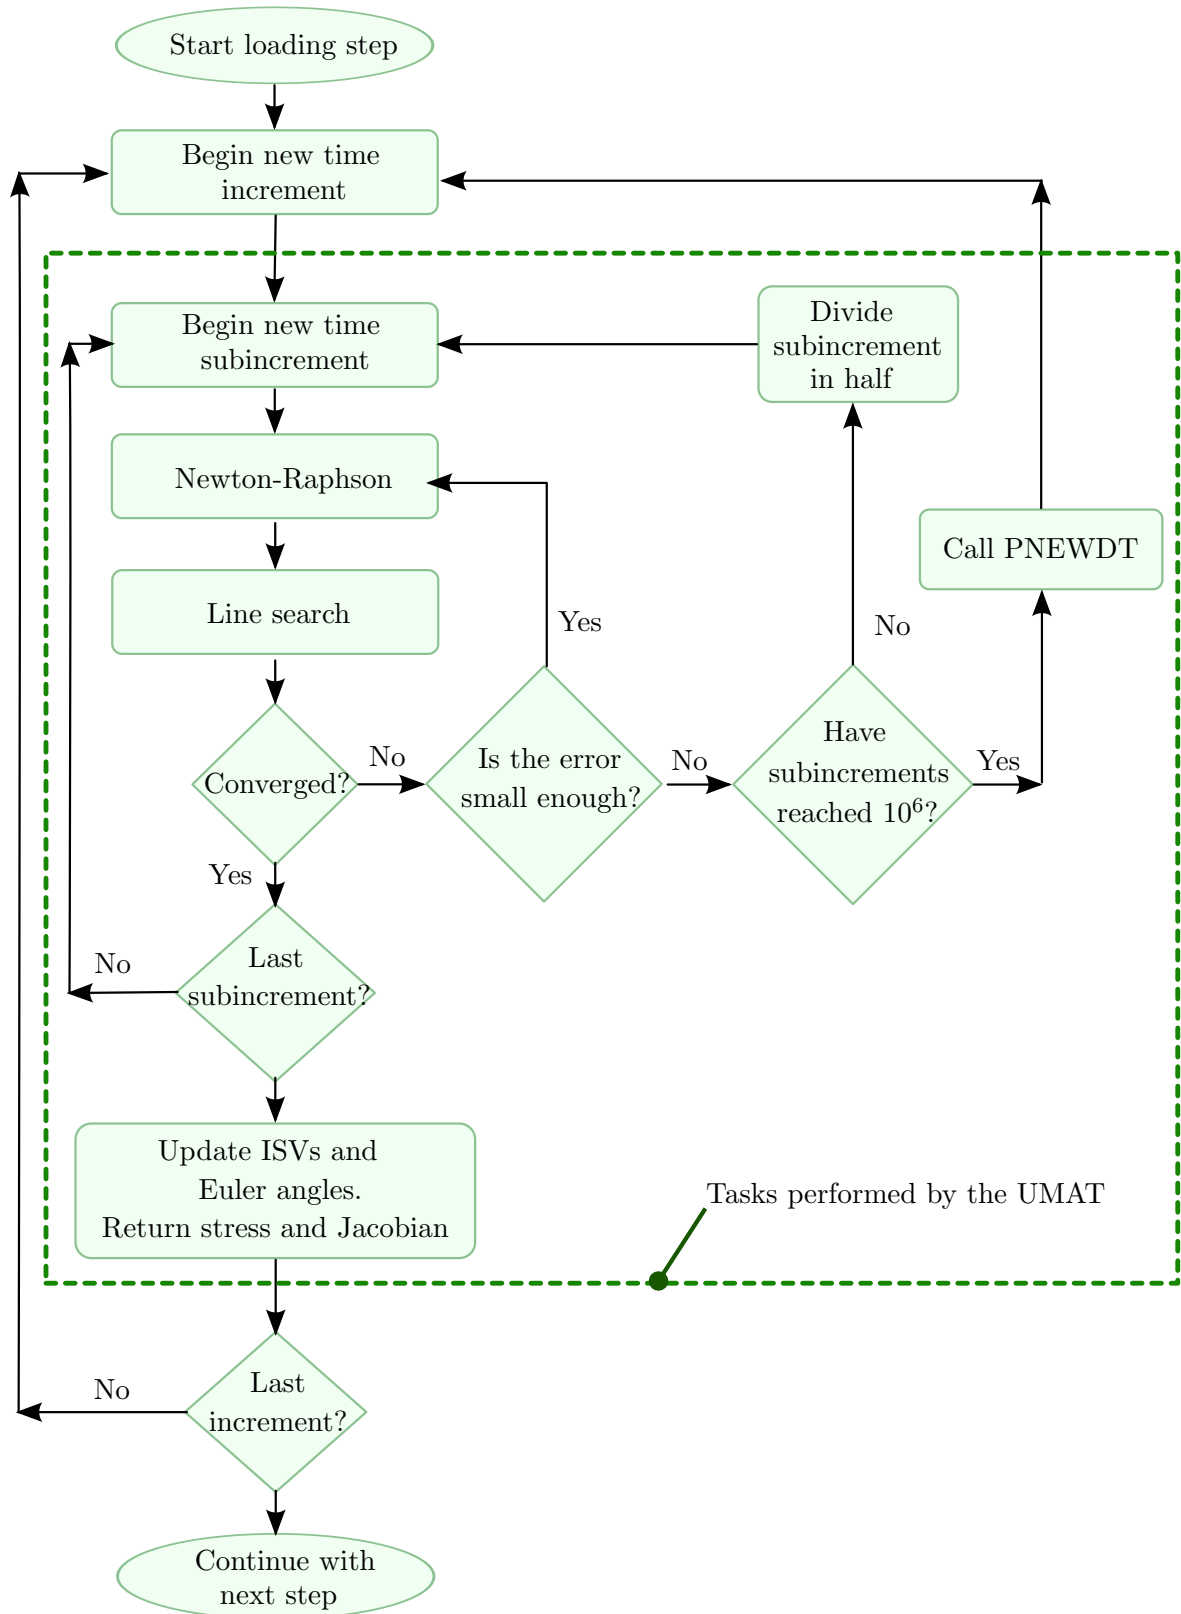 Start loading step
Begin new time
increment
Begin new time
subincrement
Divide
subincrement
in half
Newton-Raphson
Call PNEWDT
Line search
Yes
No
Converged?
No
Is the error
small enough?
No
Have
subincrements
reached 10⁶?
Yes
Yes
Last
subincrement?
No
Update ISVs and
Euler angles.
Return stress and Jacobian
Tasks performed by the UMAT
Last
increment?
No
Continue with
next step